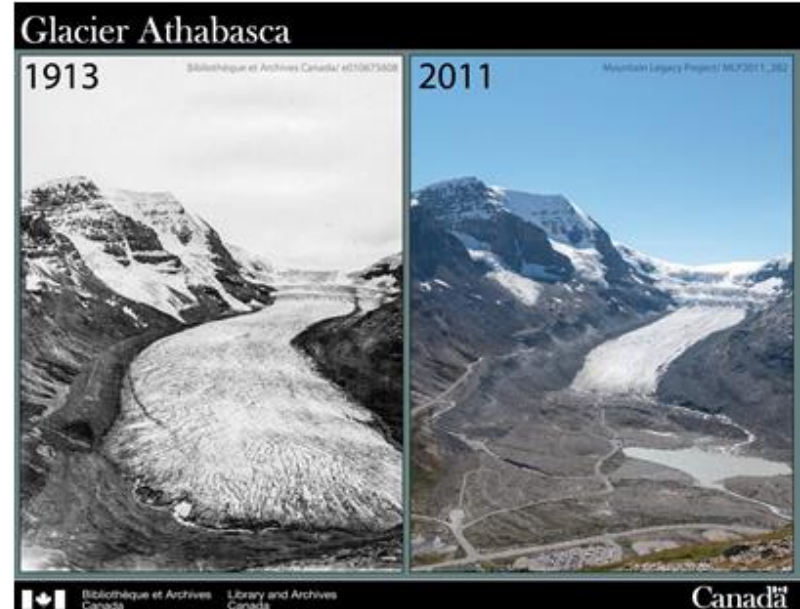 Glacier Athabasca
1913
Bibliothèque et Archives Canada/ e010675608
2011
Mountain Legacy Project/ MLP2011_282
Bibliothèque et Archives
Canada
Library and Archives
Canada
Canada